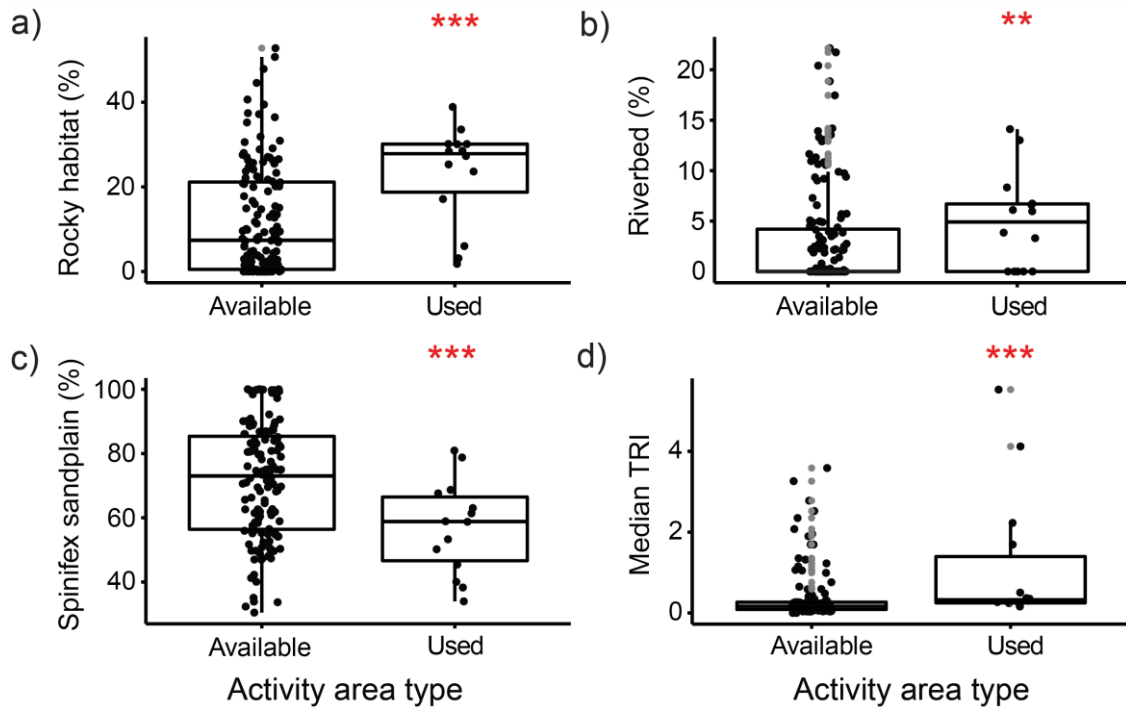 a)
***
Rocky habitat (%)
40
20
0
Available Used
b)
**
Riverbed (%)
20
15
10
5
0
Available Used
c)
***
Spinifex sandplain (%)
100
80
60
40
Available Used
Activity area type
d)
***
Median TRI
4
2
0
Available Used
Activity area type